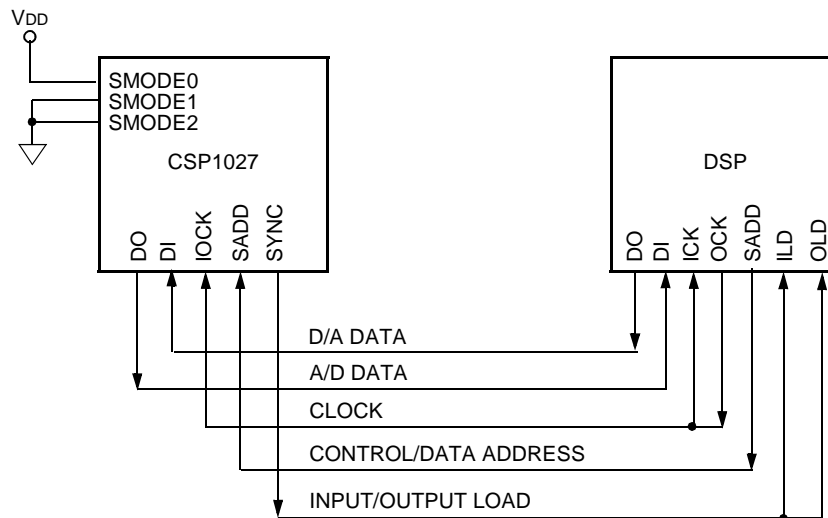 VDD
SMODE0
SMODE1
SMODE2
CSP1027
DSP
DO
DI
IOCK
SADD
SYNC
DO
DI
ICK
OCK
SADD
ILD
OLD
D/A DATA
A/D DATA
CLOCK
CONTROL/DATA ADDRESS
INPUT/OUTPUT LOAD